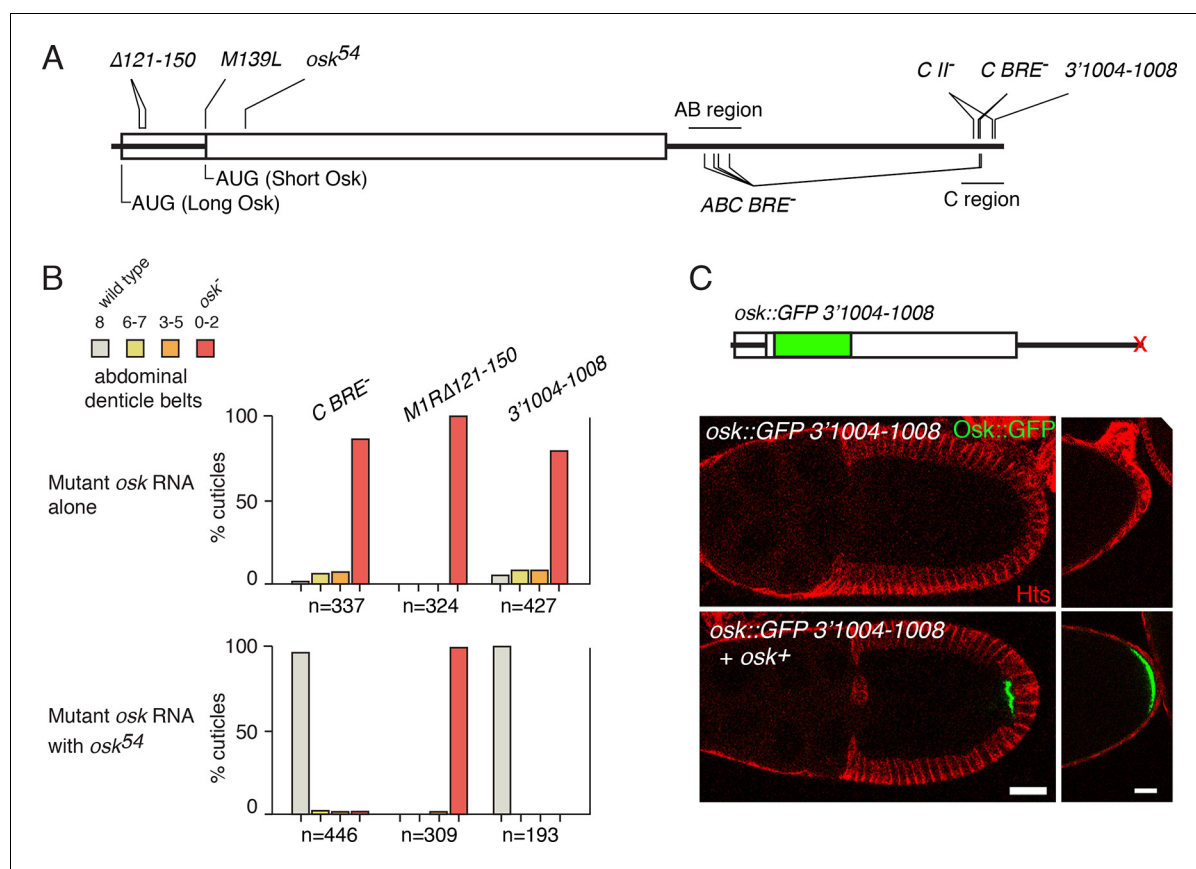 A
Δ121-150 M139L osk54
C II- C BRE- 3'1004-1008
AB region
AUG (Short Osk)
AUG (Long Osk)
ABC BRE-
C region
B
wild type osk-
8 6-7 3-5 0-2
abdominal
denticle belts
C BRE- M1RΔ121-150 3'1004-1008
Mutant osk RNA
alone
% cuticles
100
50
0
n=337 n=324 n=427
Mutant osk RNA
with osk54
% cuticles
100
50
0
n=446 n=309 n=193
C
osk::GFP 3'1004-1008
X
osk::GFP 3'1004-1008 Osk::GFP
Hts
osk::GFP 3'1004-1008
+ osk+